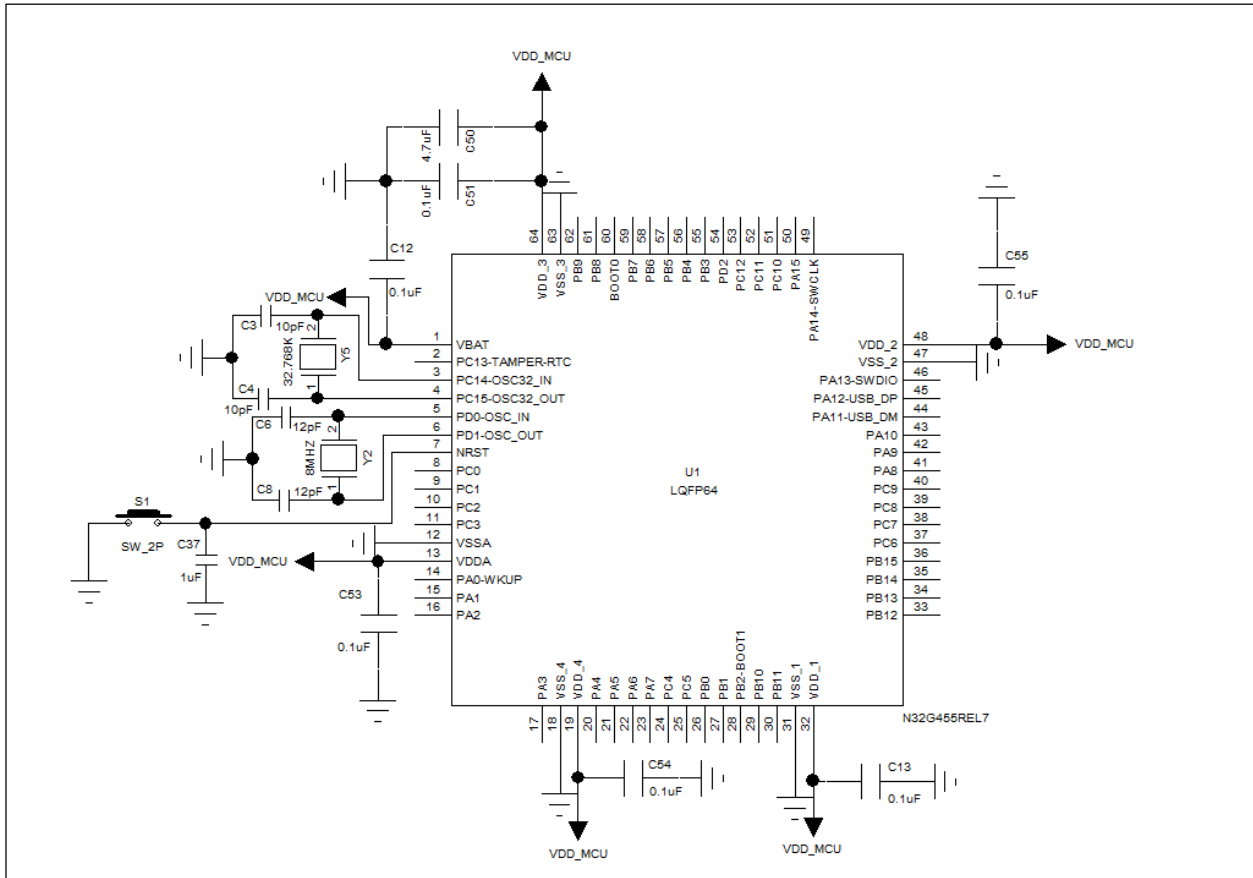 VDD_MCU
4.7uF
C50
0.1uF
C51
C12
0.1uF
64
63
62
61
60
59
58
57
56
55
54
53
52
51
50
49
VDD_3
VSS_3
PB9
PB8
BOOT0
PB7
PB6
PB5
PB4
PB3
PD2
PC12
PC11
PC10
PA15
PA14-SWCLK
C55
0.1uF
VDD_MCU
C3
10pF
2
32.768K
Y5
1
C4
10pF
C6
12pF
2
8MHZ
Y2
1
C8
12pF
S1
SW_2P
C37
1uF
VDD_MCU
C53
0.1uF
1 VBAT
2 PC13-TAMPER-RTC
3 PC14-OSC32_IN
4 PC15-OSC32_OUT
5 PD0-OSC_IN
6 PD1-OSC_OUT
7 NRST
8 PC0
9 PC1
10 PC2
11 PC3
12 VSSA
13 VDDA
14 PA0-WKUP
15 PA1
16 PA2
U1
LQFP64
VDD_2 48
VSS_2 47
PA13-SWDIO 46
PA12-USB_DP 45
PA11-USB_DM 44
PA10 43
PA9 42
PA8 41
PC9 40
PC8 39
PC7 38
PC6 37
PB15 36
PB14 35
PB13 34
PB12 33
VDD_MCU
PA3
VSS_4
VDD_4
PA4
PA5
PA6
PA7
PC4
PC5
PB0
PB1
PB2-BOOT1
PB10
PB11
VSS_1
VDD_1
17
18
19
20
21
22
23
24
25
26
27
28
29
30
31
32
N32G455REL7
C54
0.1uF
C13
0.1uF
VDD_MCU
VDD_MCU